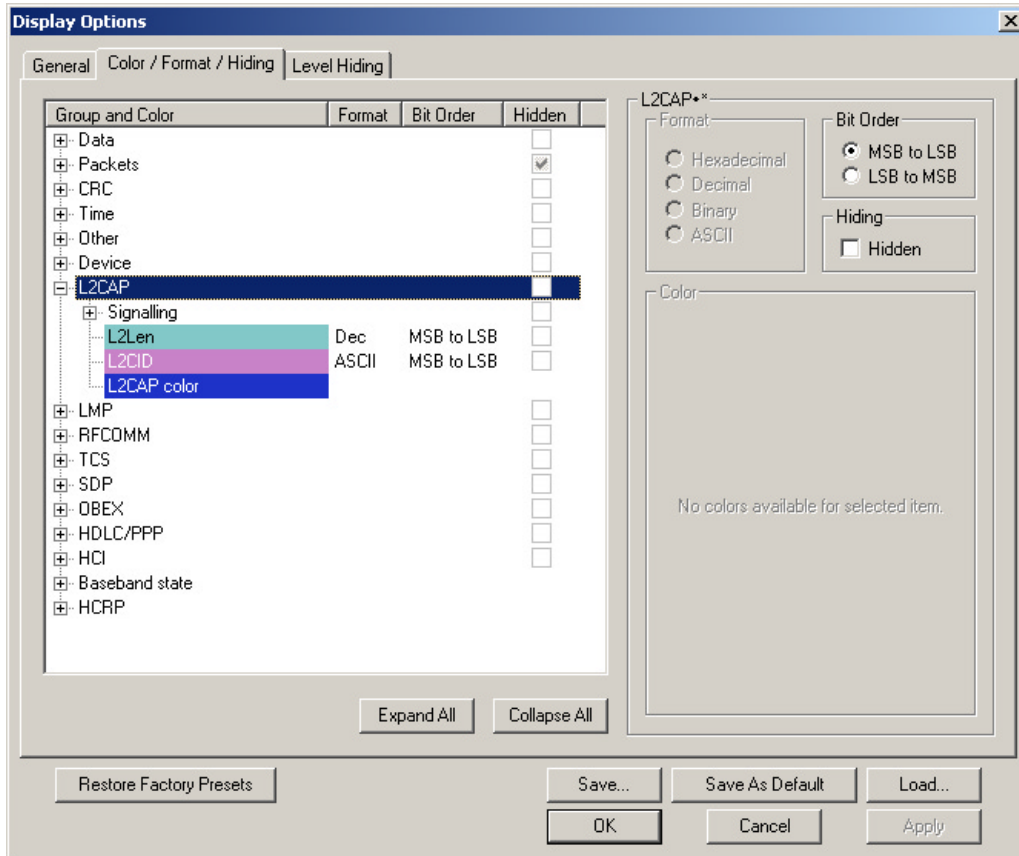 Display Options
General Color / Format / Hiding Level Hiding
Group and Color Format Bit Order Hidden
Data
Packets
CRC
Time
Other
Device
L2CAP
Signalling
L2Len Dec MSB to LSB
L2CID ASCII MSB to LSB
L2CAP color
LMP
RFCOMM
TCS
SDP
OBEX
HDLC/PPP
HCI
Baseband state
HCRP
Expand All Collapse All
L2CAP•*
Format
Hexadecimal
Decimal
Binary
ASCII
Bit Order
MSB to LSB
LSB to MSB
Hiding
Hidden
Color
No colors available for selected item.
Restore Factory Presets Save... Save As Default Load...
OK Cancel Apply